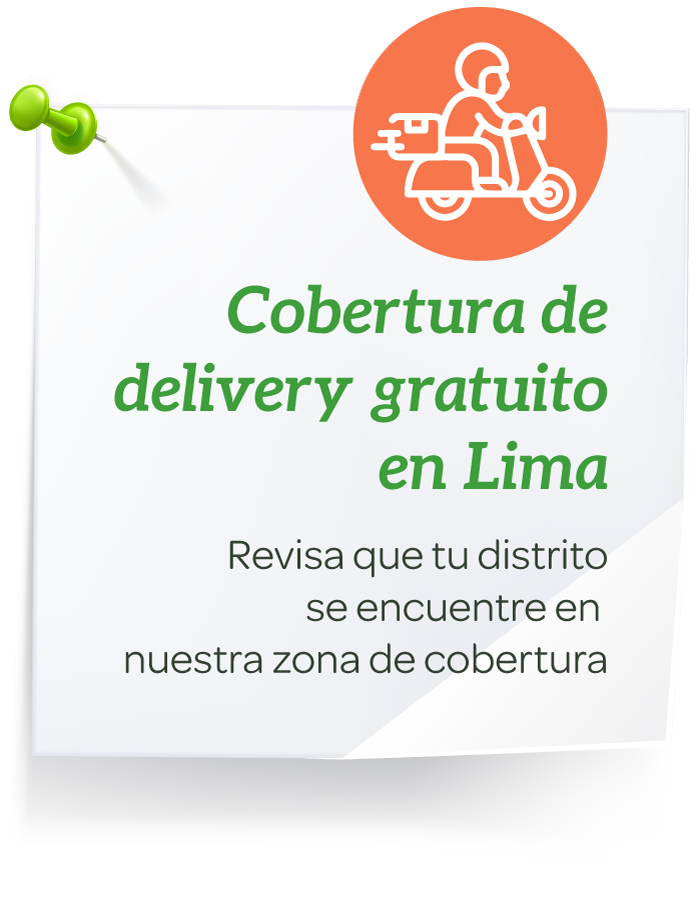 Cobertura de
delivery gratuito
en Lima
Revisa que tu distrito
se encuentre en
nuestra zona de cobertura